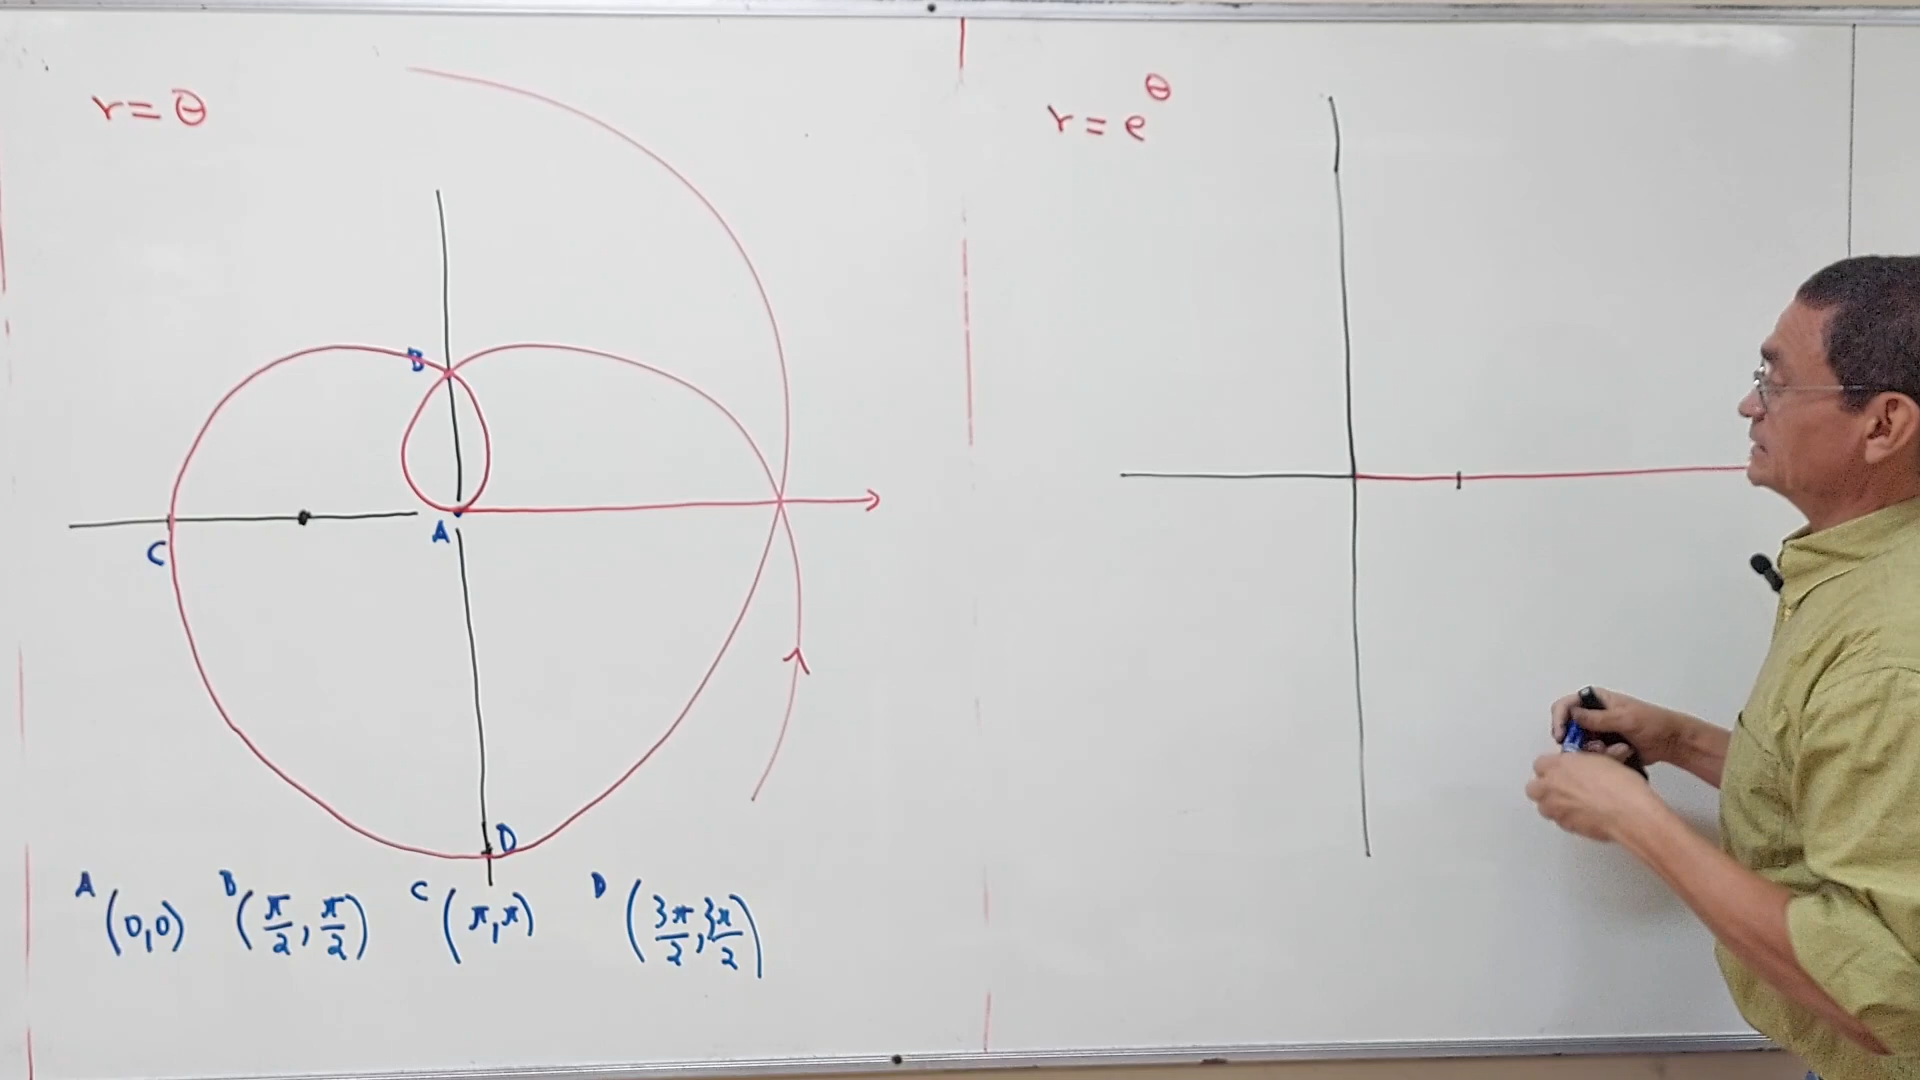 r = θ
r = e^θ
B
A
C
D
A (0,0) B (π/2, π/2) C (π,π) D (3π/2, 3π/2)